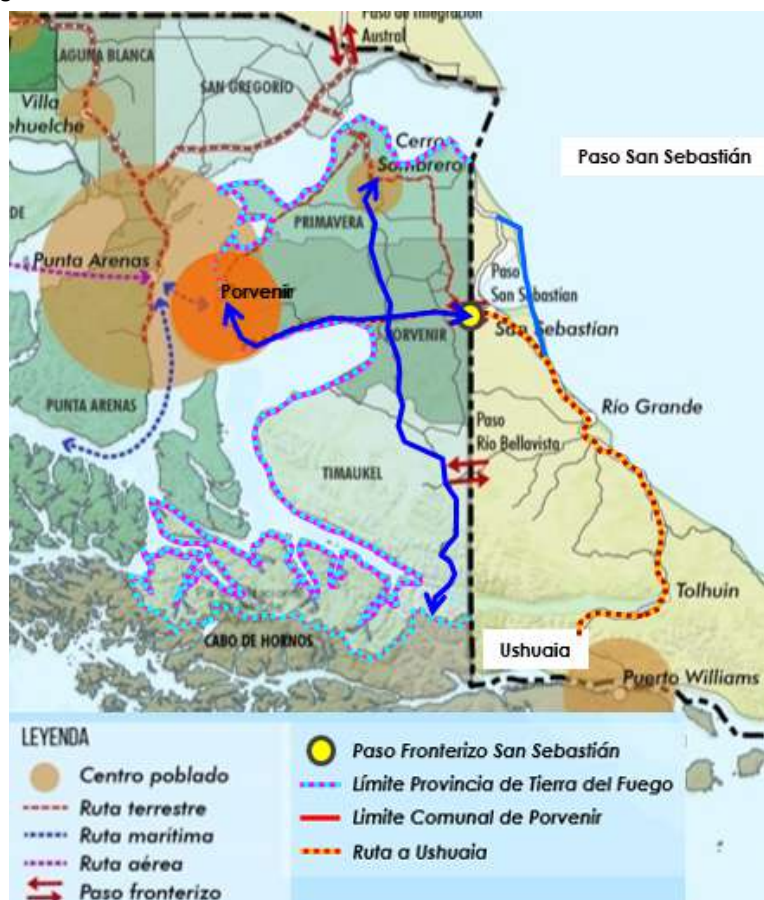 Paso de Integración
Austral
LAGUNA BLANCA
SAN GREGORIO
Villa
ehuelche
Cerro
Sombrero
Paso San Sebastián
DE
PRIMAVERA
Punta Arenas
Porvenir
Paso
San Sebastián
San Sebastían
PORVENIR
PUNTA ARENAS
Río Grande
Paso
Río Bellavista
TIMAUKEL
Tolhuin
CABO DE HORNOS
Ushuaia
Puerto Williams
LEYENDA
Centro poblado
Ruta terrestre
Ruta marítima
Ruta aérea
Paso fronterizo
Paso Fronterizo San Sebastián
Límite Provincia de Tierra del Fuego
Limite Comunal de Porvenir
Ruta a Ushuaia